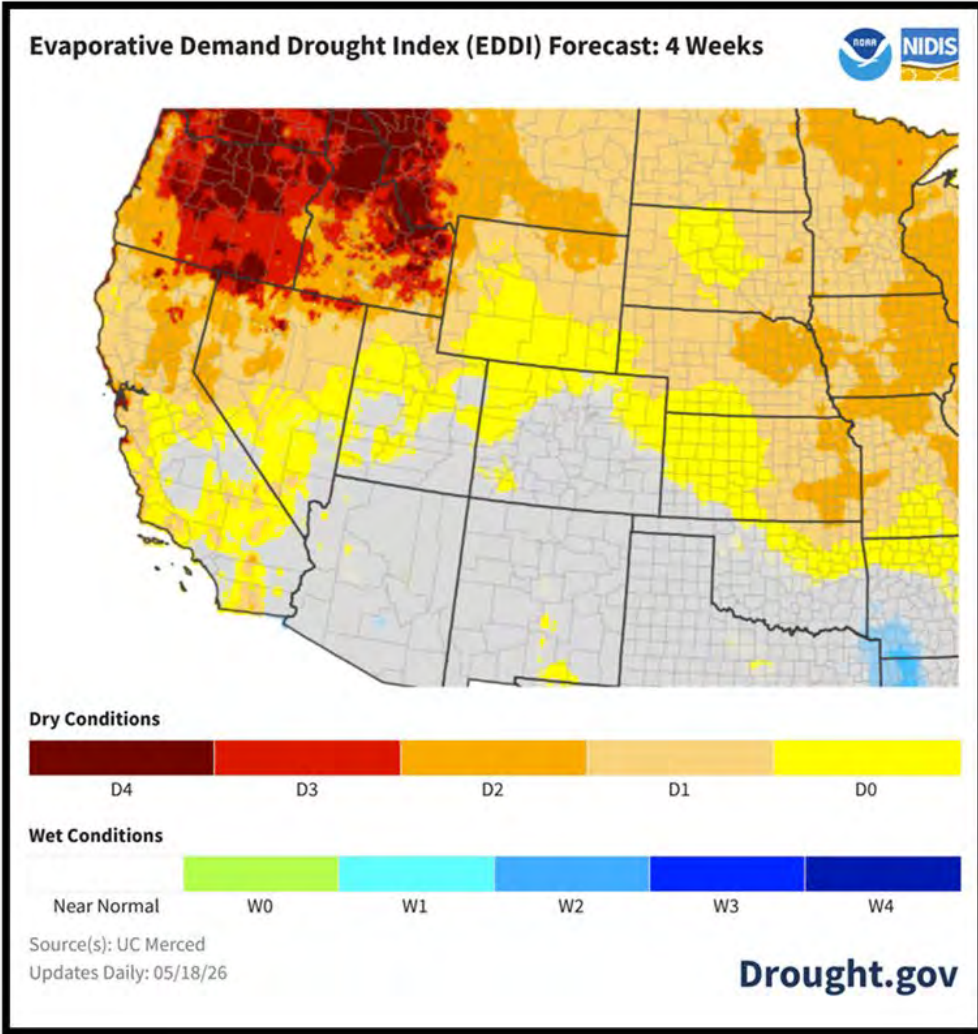 Evaporative Demand Drought Index (EDDI) Forecast: 4 Weeks
NOAA
NIDIS
Dry Conditions
D4 D3 D2 D1 D0
Wet Conditions
Near Normal W0 W1 W2 W3 W4
Source(s): UC Merced
Updates Daily: 05/18/26
Drought.gov